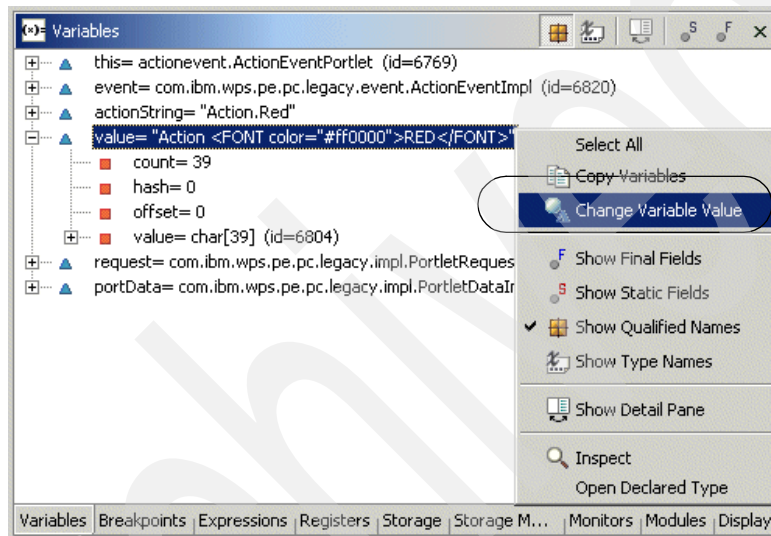 Variables
this= actionevent.ActionEventPortlet (id=6769)
event= com.ibm.wps.pe.pc.legacy.event.ActionEventImpl (id=6820)
actionString= "Action.Red"
value= "Action <FONT color="#ff0000">RED</FONT>"
count= 39
hash= 0
offset= 0
value= char[39] (id=6804)
request= com.ibm.wps.pe.pc.legacy.impl.PortletReques
portData= com.ibm.wps.pe.pc.legacy.impl.PortletDataIr
Select All
Copy Variables
Change Variable Value
Show Final Fields
Show Static Fields
Show Qualified Names
Show Type Names
Show Detail Pane
Inspect
Open Declared Type
Variables Breakpoints Expressions Registers Storage Storage M... Monitors Modules Display